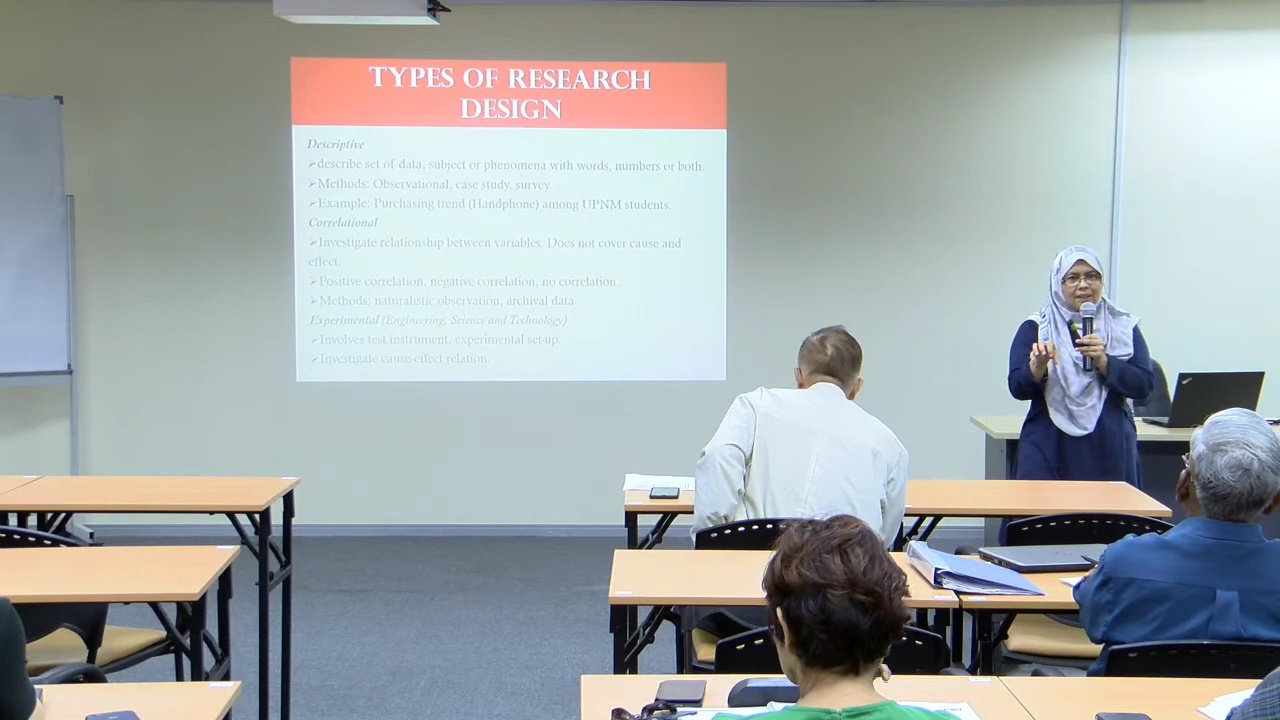 TYPES OF RESEARCH
DESIGN
Descriptive
➢describe set of data, subject or phenomena with words, numbers or both.
➢Methods: Observational, case study, survey.
➢Example: Purchasing trend (Handphone) among UPNM students.
Correlational
➢Investigate relationship between variables. Does not cover cause and
effect.
➢Positive correlation, negative correlation, no correlation.
➢Methods; naturalistic observation, archival data
Experimental (Engineering, Science and Technology)
➢Involves test instrument, experimental set-up.
➢Investigate case-effect relation.